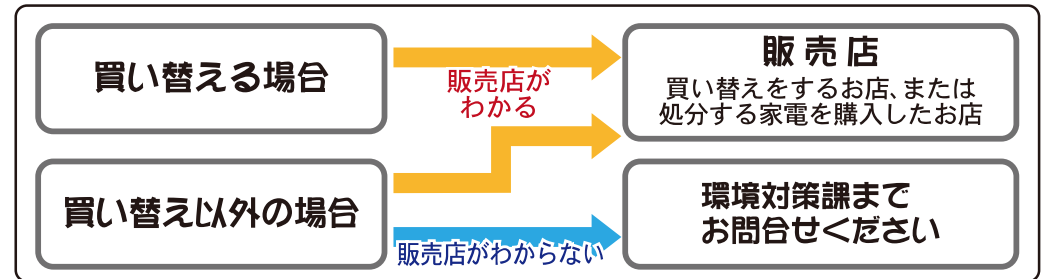 買い替える場合
販売店が
わかる
販売店
買い替えをするお店、または
処分する家電を購入したお店
買い替え以外の場合
販売店がわからない
環境対策課まで
お問合せください